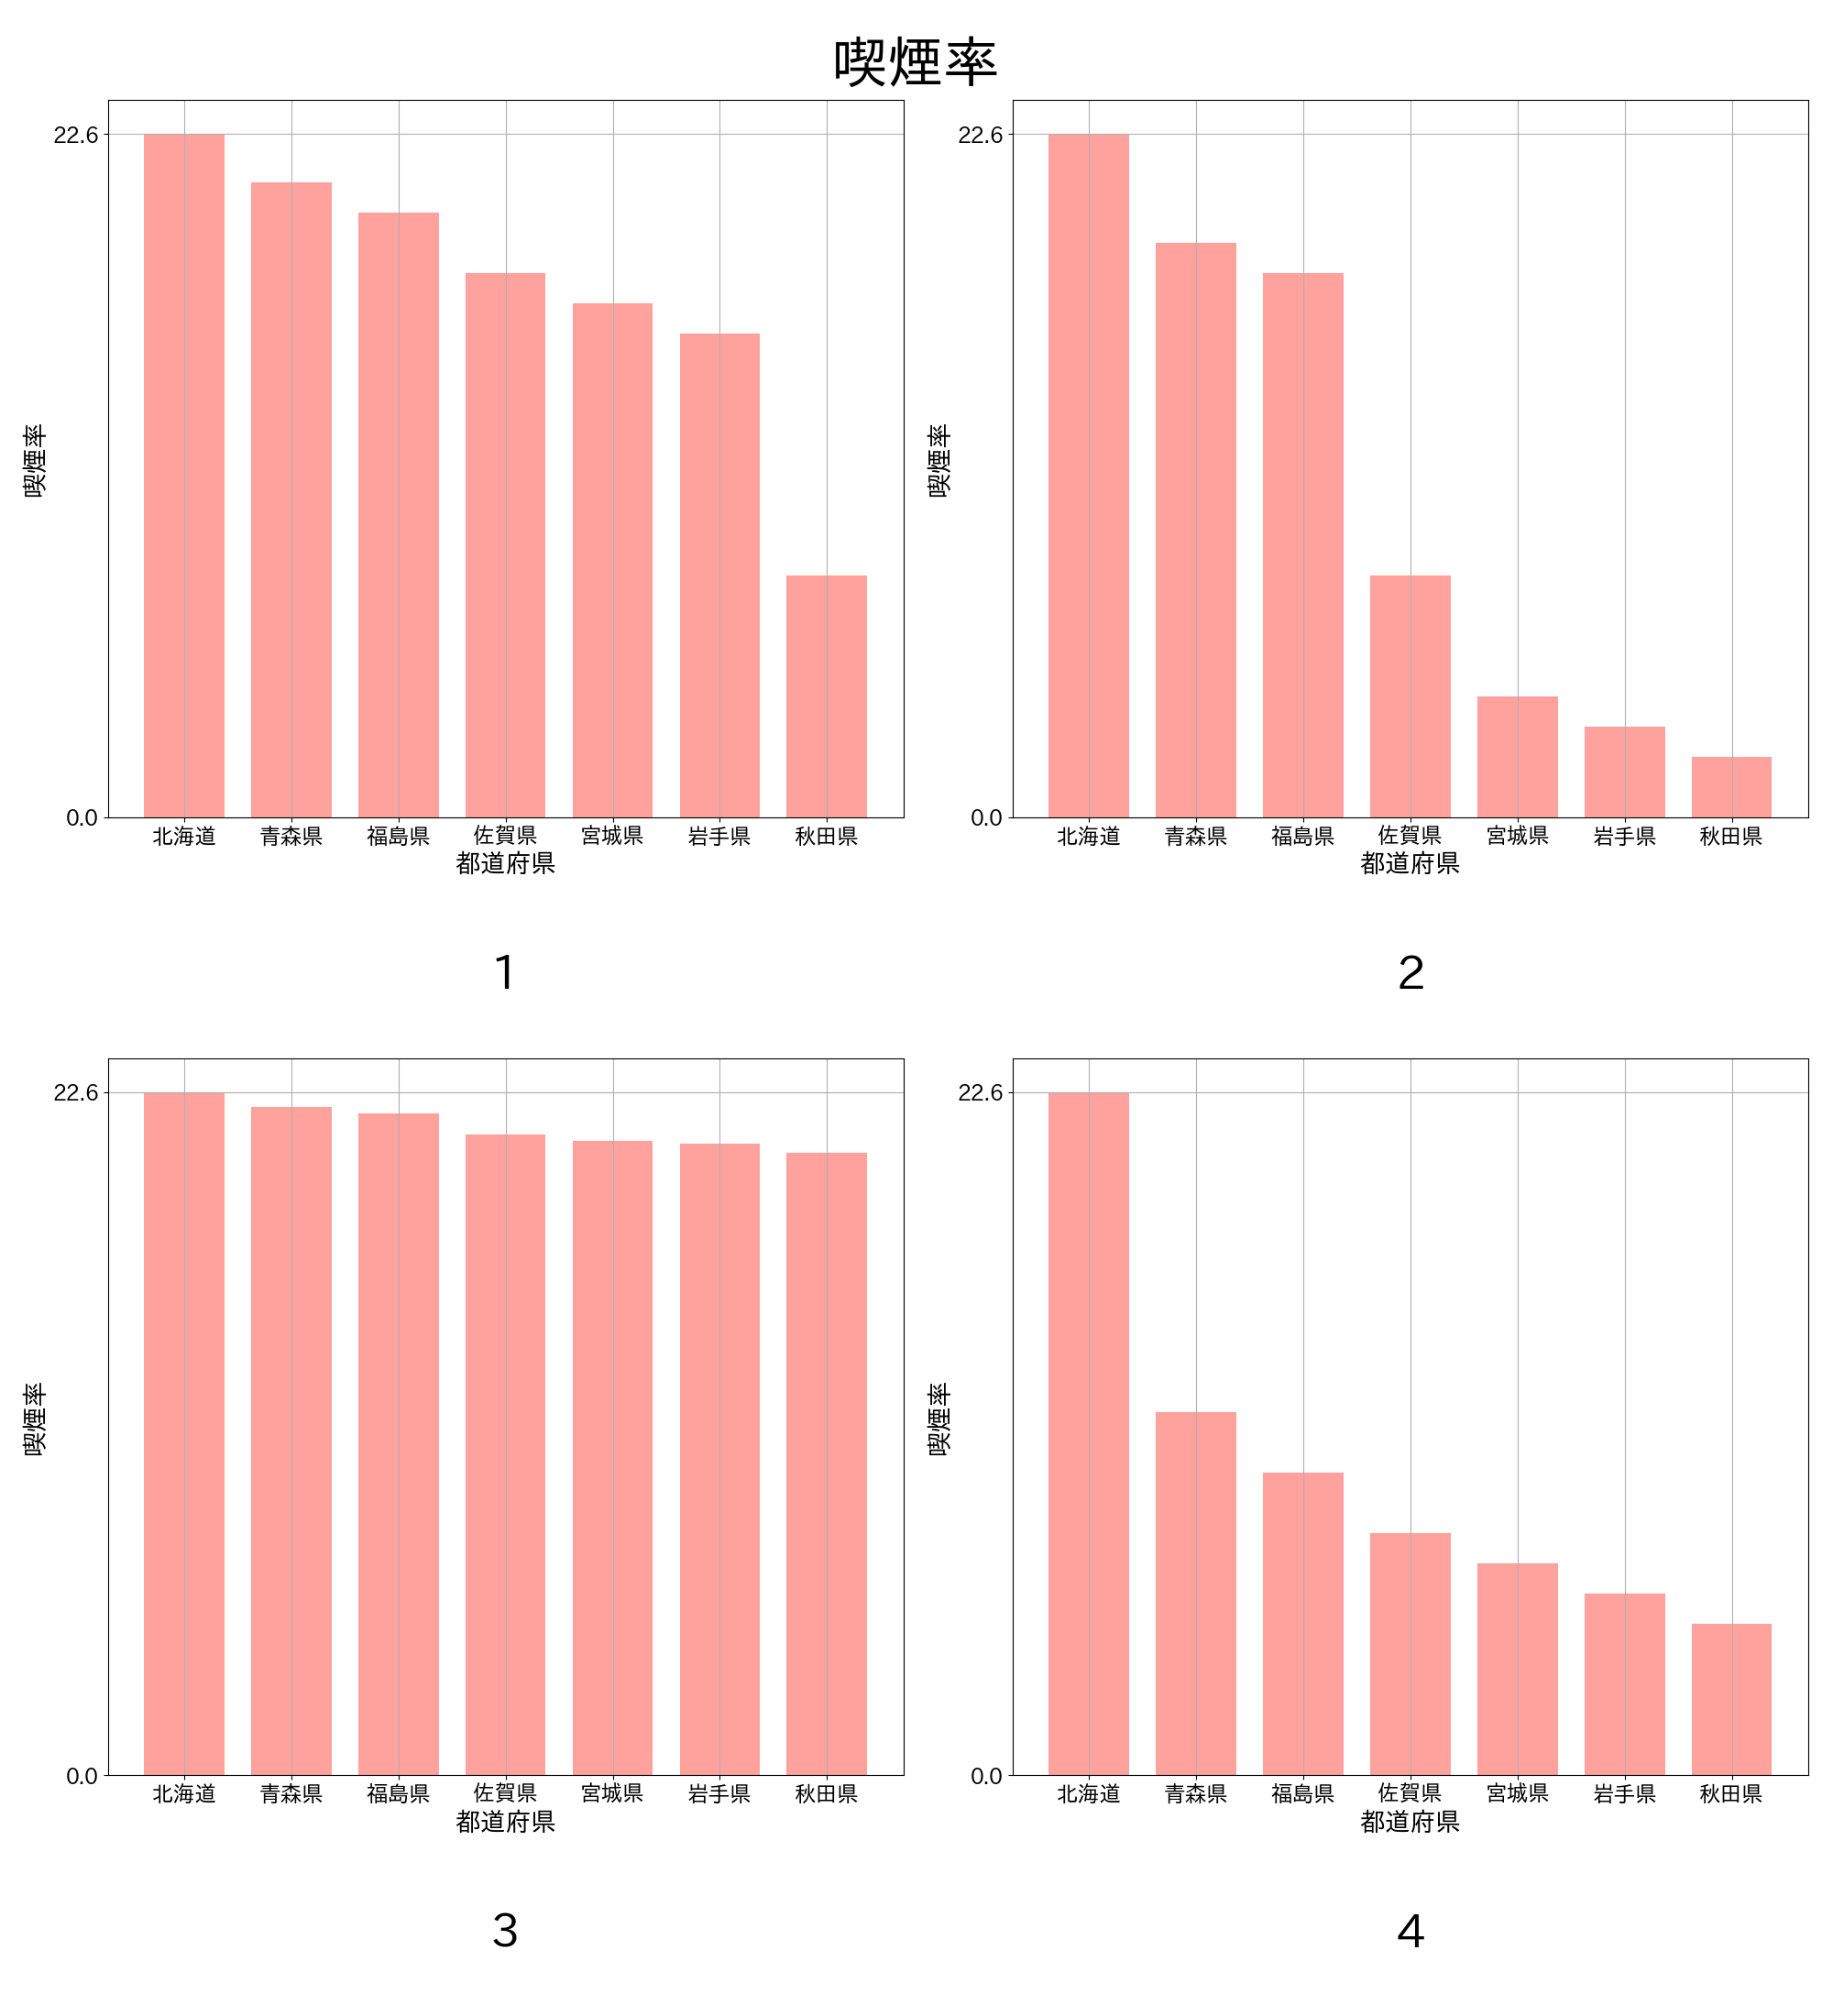 喫煙率
22.6
喫煙率
0.0
北海道 青森県 福島県 佐賀県 宮城県 岩手県 秋田県
都道府県
1
22.6
喫煙率
0.0
北海道 青森県 福島県 佐賀県 宮城県 岩手県 秋田県
都道府県
2
22.6
喫煙率
0.0
北海道 青森県 福島県 佐賀県 宮城県 岩手県 秋田県
都道府県
3
22.6
喫煙率
0.0
北海道 青森県 福島県 佐賀県 宮城県 岩手県 秋田県
都道府県
4